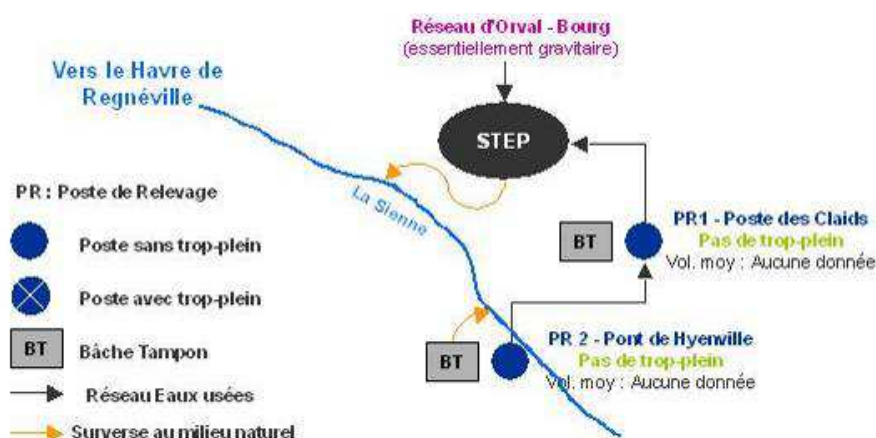 Réseau d'Orval - Bourg
(essentiellement gravitaire)
Vers le Havre de
Regnéville
STEP
La Sienne
PR : Poste de Relevage
Poste sans trop-plein
Poste avec trop-plein
BT
Bâche Tampon
Réseau Eaux usées
Surverse au milieu naturel
BT
PR1 - Poste des Claids
Pas de trop-plein
Vol. moy : Aucune donnée
BT
PR 2 - Pont de Hyenville
Pas de trop-plein
Vol. moy : Aucune donnée